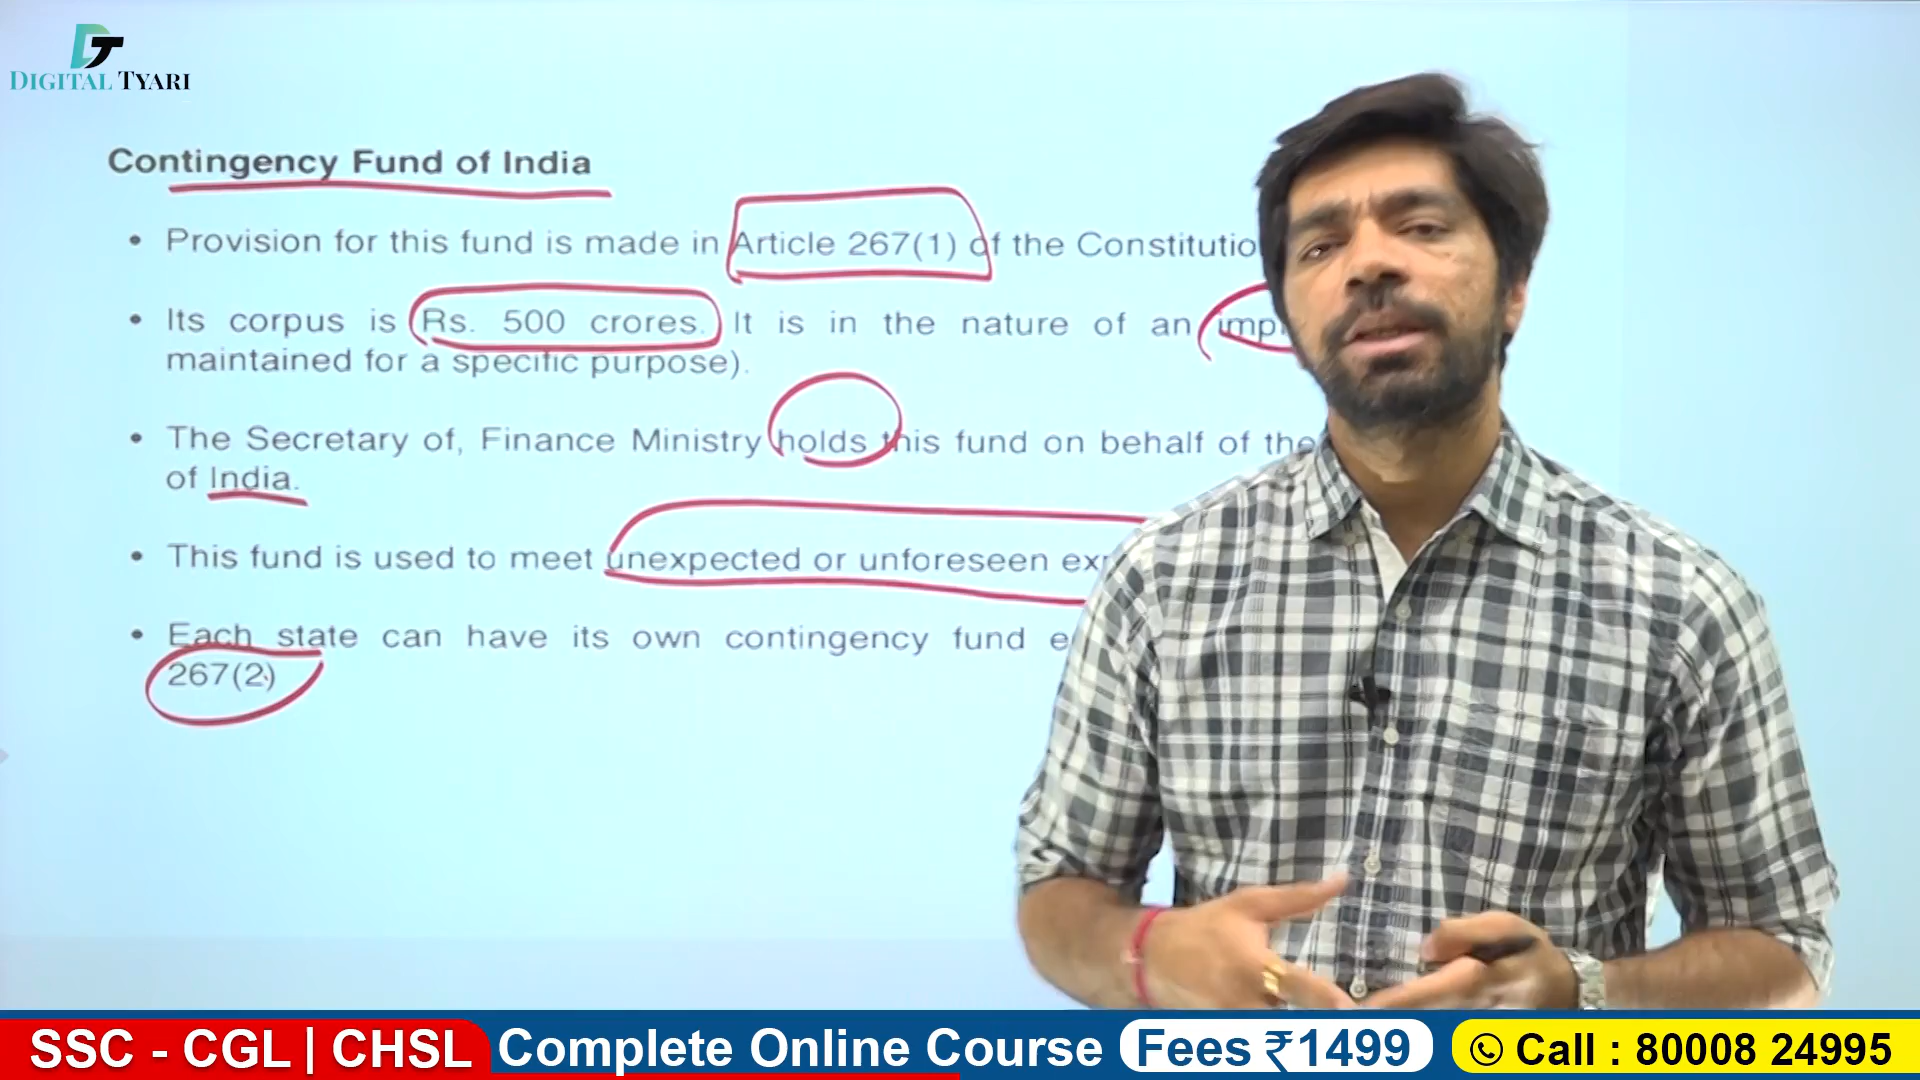 DT
DIGITAL TYARI
Contingency Fund of India
• Provision for this fund is made in Article 267(1) of the Constitutio
• Its corpus is Rs. 500 crores. It is in the nature of an imp
maintained for a specific purpose).
• The Secretary of, Finance Ministry holds this fund on behalf of the
of India.
• This fund is used to meet unexpected or unforeseen ex
• Each state can have its own contingency fund e
267(2)
SSC - CGL | CHSL Complete Online Course Fees ₹1499 Call : 80008 24995